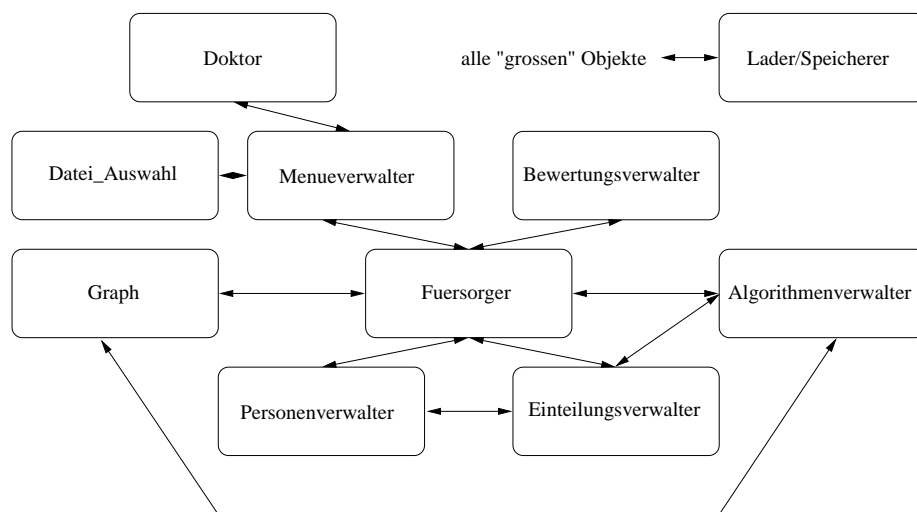 Doktor
alle "grossen" Objekte
Lader/Speicherer
Datei_Auswahl
Menueverwalter
Bewertungsverwalter
Graph
Fuersorger
Algorithmenverwalter
Personenverwalter
Einteilungsverwalter